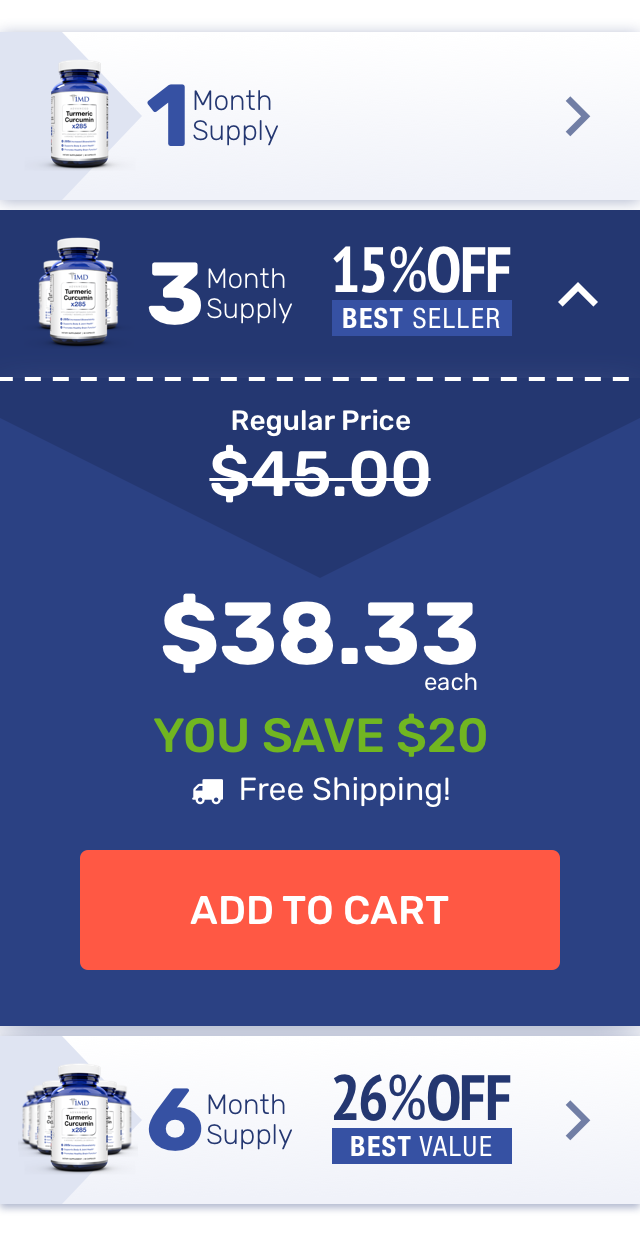 1MD
Turmeric
Curcumin
x285
1 Month
Supply
1MD
Turmeric
Curcumin
x285
3 Month
Supply
15%OFF
BEST SELLER
Regular Price
$45.00
$38.33
each
YOU SAVE $20
Free Shipping!
ADD TO CART
1MD
Turmeric
Curcumin
x285
6 Month
Supply
26%OFF
BEST VALUE